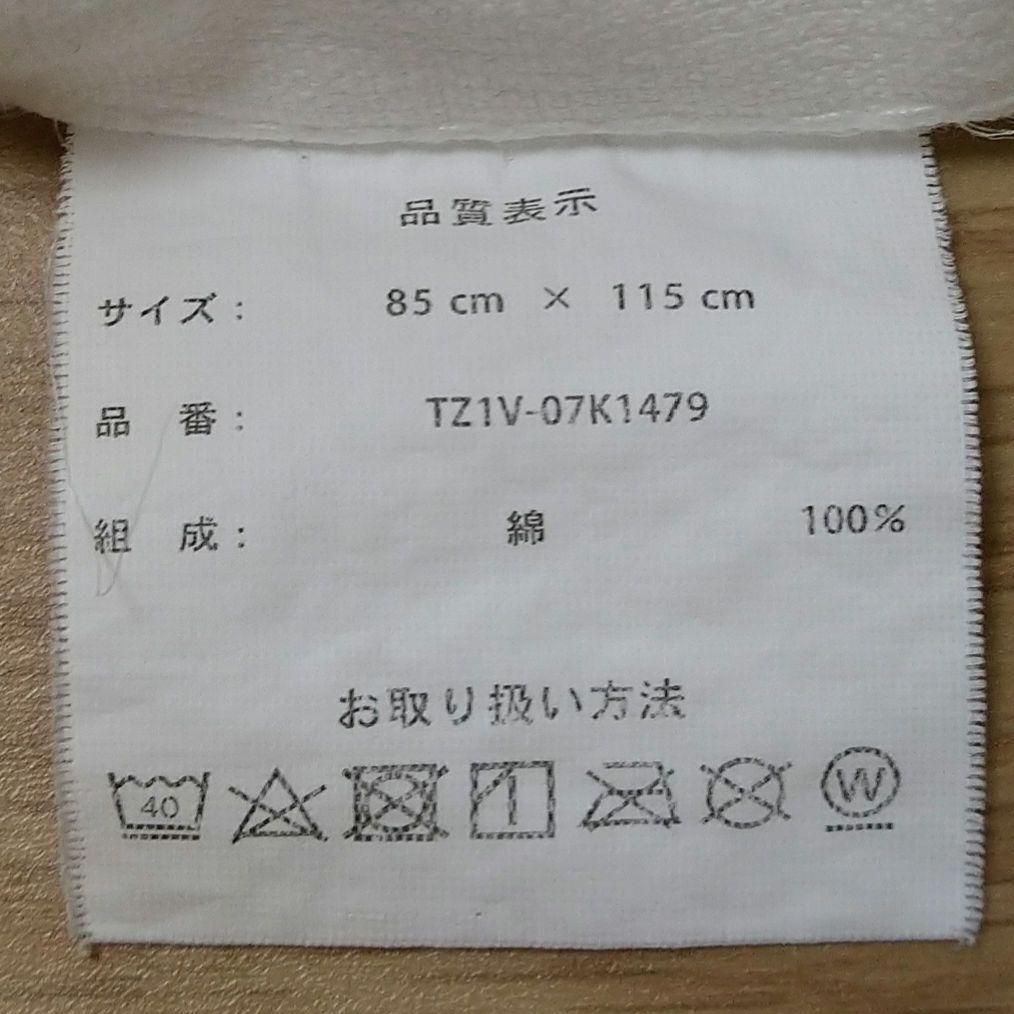 品質表示
サイズ： 85 cm × 115 cm
品　番： TZ1V-07K1479
組　成： 綿 100%
お取り扱い方法
40 W